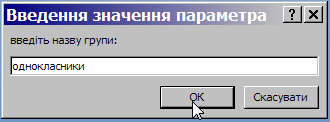 Введення значення параметра
введіть назву групи:
однокласники
ОК
Скасувати